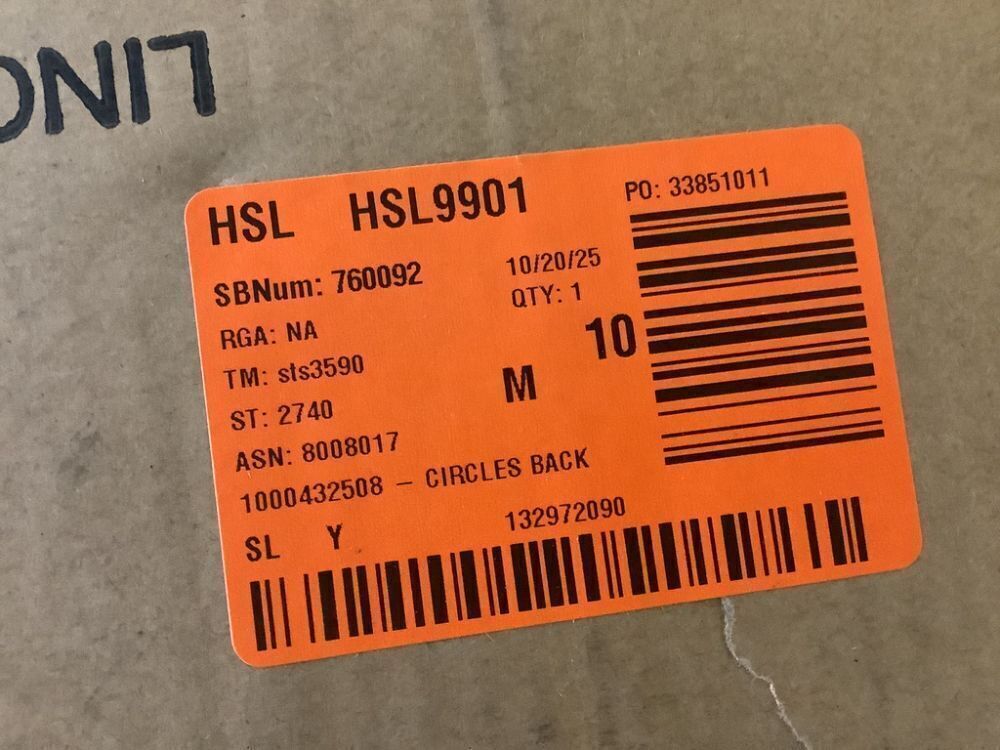 HSL HSL9901
PO: 33851011
SBNum: 760092
10/20/25
RGA: NA
QTY: 1
TM: sts3590
10
ST: 2740
M
ASN: 8008017
1000432508 – CIRCLES BACK
SL Y 132972090